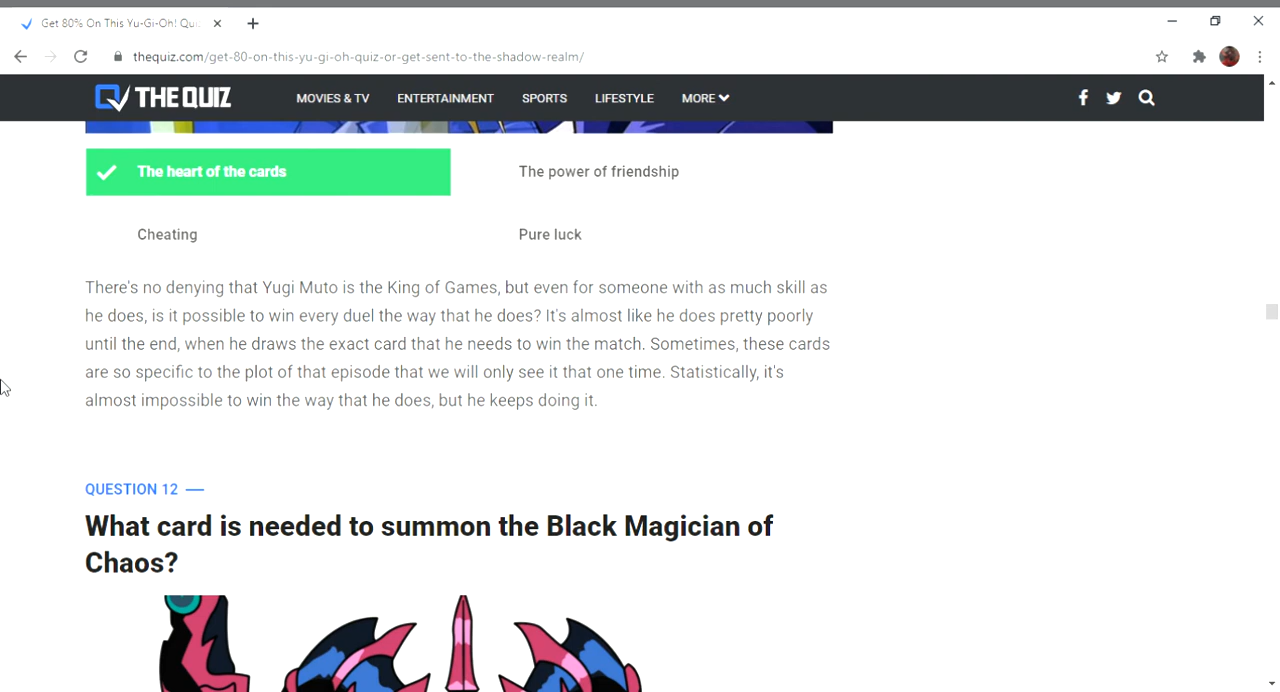 Get 80% On This Yu-Gi-Oh! Qu
thequiz.com/get-80-on-this-yu-gi-oh-quiz-or-get-sent-to-the-shadow-realm/
THE QUIZ MOVIES & TV ENTERTAINMENT SPORTS LIFESTYLE MORE
The heart of the cards The power of friendship
Cheating Pure luck
There's no denying that Yugi Muto is the King of Games, but even for someone with as much skill as
he does, is it possible to win every duel the way that he does? It's almost like he does pretty poorly
until the end, when he draws the exact card that he needs to win the match. Sometimes, these cards
are so specific to the plot of that episode that we will only see it that one time. Statistically, it's
almost impossible to win the way that he does, but he keeps doing it.
QUESTION 12
What card is needed to summon the Black Magician of
Chaos?